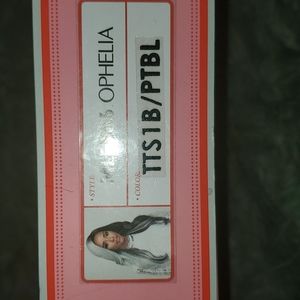 • STYLE
OPHELIA
• COLOR
TTS1B/PTBL